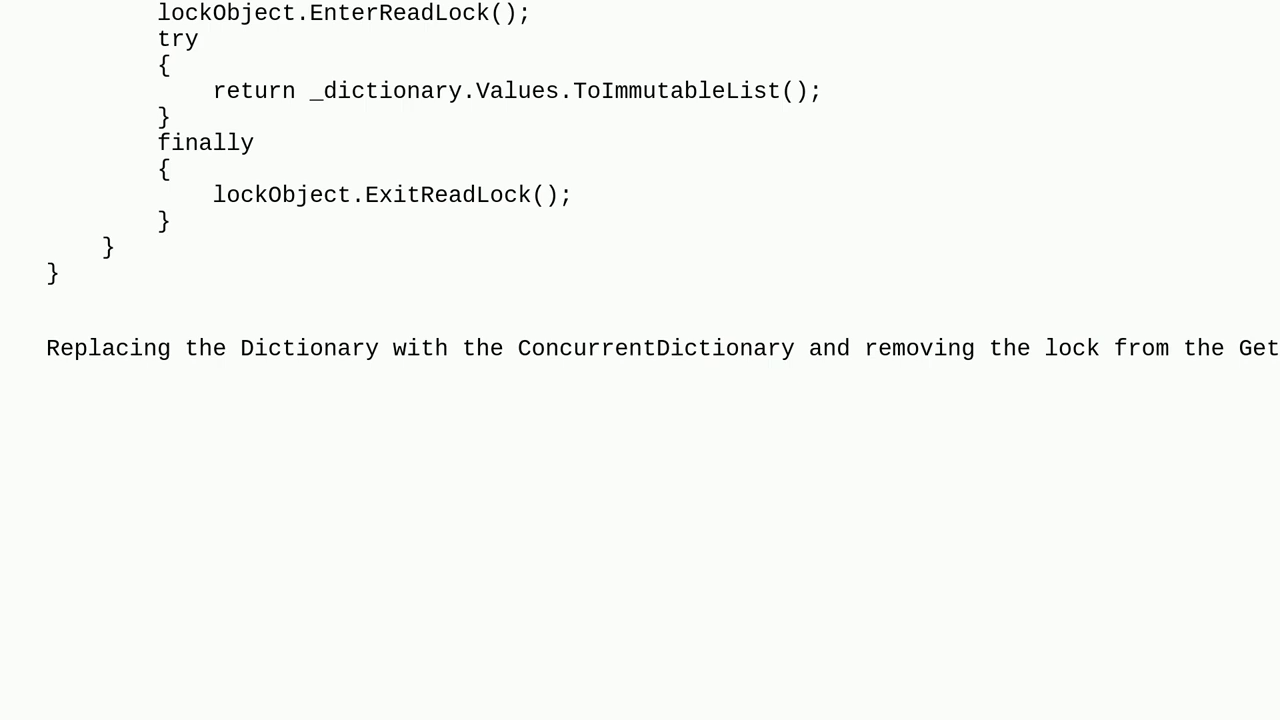 lockObject.EnterReadLock();
try
{
return _dictionary.Values.ToImmutableList();
}
finally
{
lockObject.ExitReadLock();
}
}
}
Replacing the Dictionary with the ConcurrentDictionary and removing the lock from the Get